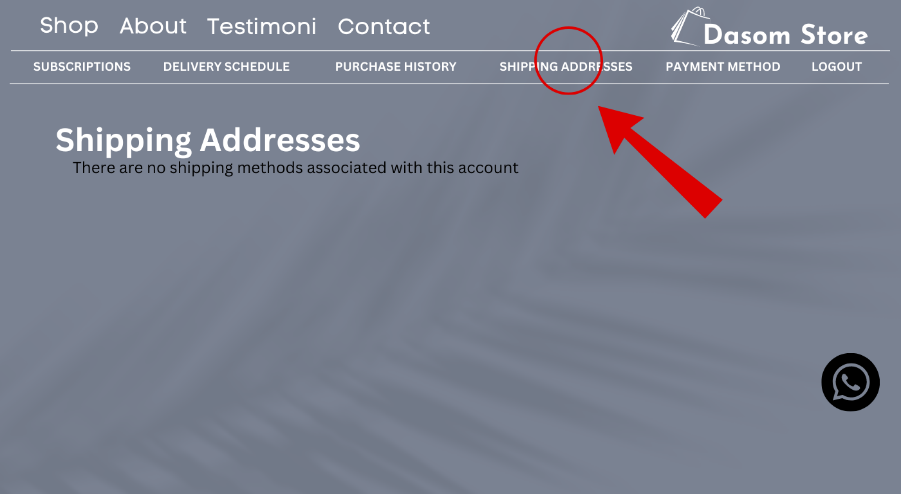 Shop About Testimoni Contact
Dasom Store
SUBSCRIPTIONS DELIVERY SCHEDULE PURCHASE HISTORY SHIPPING ADDRESSES PAYMENT METHOD LOGOUT
Shipping Addresses
There are no shipping methods associated with this account